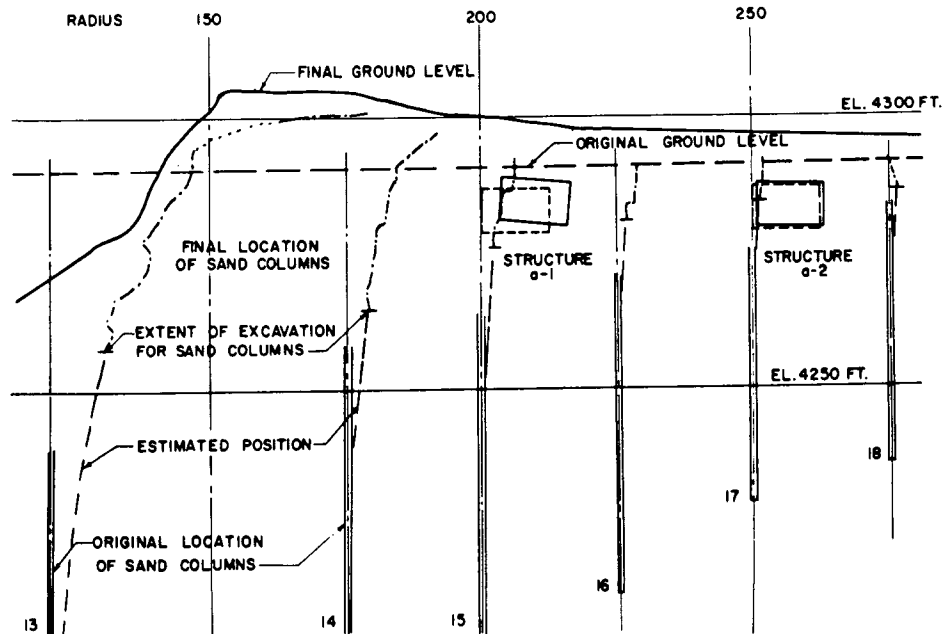 RADIUS 150 200 250
FINAL GROUND LEVEL
EL. 4300 FT.
ORIGINAL GROUND LEVEL
FINAL LOCATION
OF SAND COLUMNS
STRUCTURE
a-1
STRUCTURE
a-2
EXTENT OF EXCAVATION
FOR SAND COLUMNS
EL. 4250 FT.
ESTIMATED POSITION
ORIGINAL LOCATION
OF SAND COLUMNS
13
14
15
16
17
18